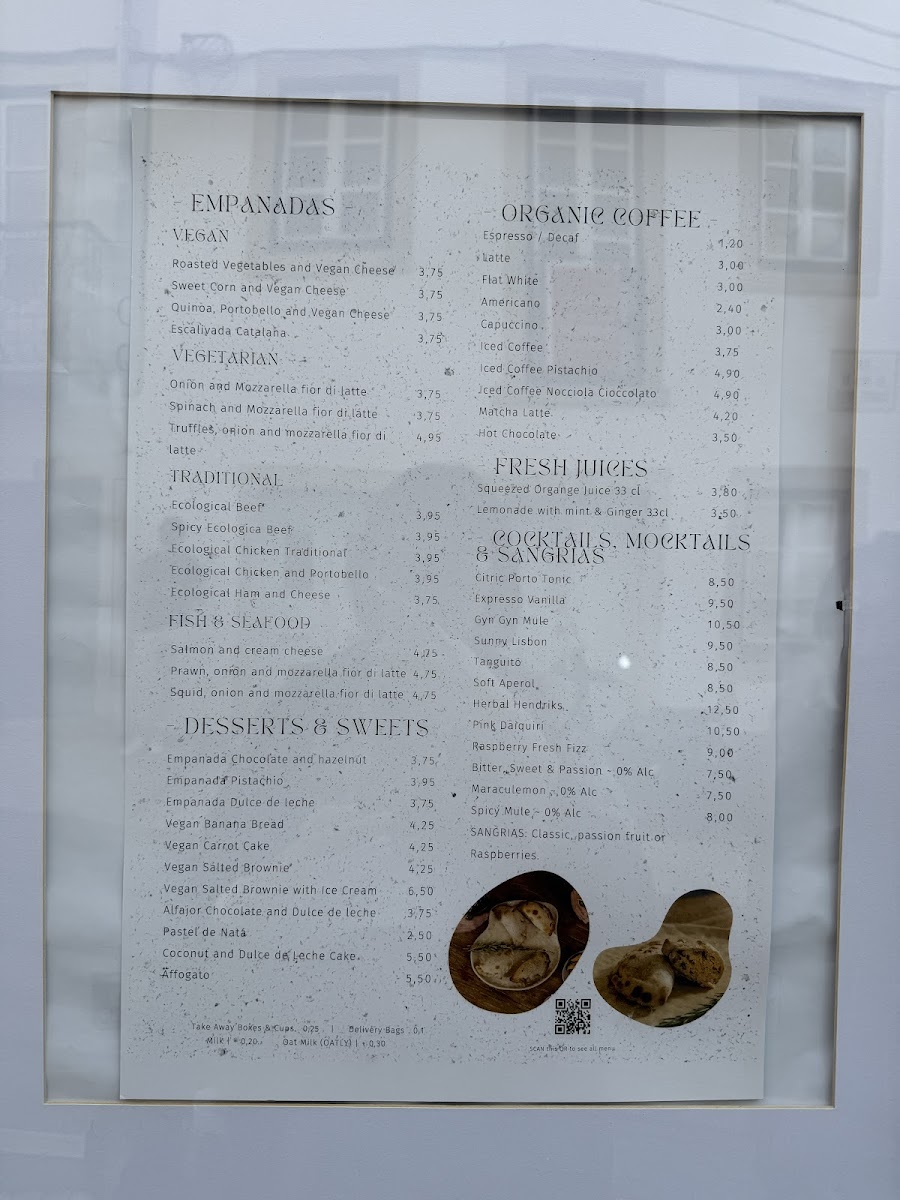 - EMPANADAS -
VEGAN
Roasted Vegetables and Vegan Cheese 3,75
Sweet Corn and Vegan Cheese 3,75
Quinoa, Portobello and Vegan Cheese 3,75
Escalivada Catalana 3,75
VEGETARIAN
Onion and Mozzarella fior di latte 3,75
Spinach and Mozzarella fior di latte 3,75
Truffles, onion and mozzarella fior di 4,95
latte
TRADITIONAL
Ecological Beef 3,95
Spicy Ecologica Beef 3,95
Ecological Chicken Traditional 3,95
Ecological Chicken and Portobello 3,95
Ecological Ham and Cheese 3,75
FISH & SEAFOOD
Salmon and cream cheese 4,75
Prawn, onion and mozzarella fior di latte 4,75
Squid, onion and mozzarella fior di latte 4,75
- DESSERTS & SWEETS
Empanada Chocolate and hazelnut 3,75
Empanada Pistachio 3,95
Empanada Dulce de leche 3,75
Vegan Banana Bread 4,25
Vegan Carrot Cake 4,25
Vegan Salted Brownie 4,25
Vegan Salted Brownie with Ice Cream 6,50
Alfajor Chocolate and Dulce de leche 3,75
Pastel de Nata 2,50
Coconut and Dulce de Leche Cake 5,50
Affogato 5,50
Take Away Boxes & Cups 0,25 | Delivery Bags 0,1
Milk | + 0,20 Oat Milk (OATLY) | + 0,30
- ORGANIC COFFEE -
Espresso / Decaf 1,20
Latte 3,00
Flat White 3,00
Americano 2,40
Capuccino 3,00
Iced Coffee 3,75
Iced Coffee Pistachio 4,90
Iced Coffee Nocciola Cioccolato 4,90
Matcha Latte 4,20
Hot Chocolate 3,50
- FRESH JUICES -
Squeezed Organge Juice 33 cl 3,80
Lemonade with mint & Ginger 33cl 3,50
- COCKTAILS, MOCKTAILS
& SANGRIAS
Citric Porto Tonic 8,50
Expresso Vanilla 9,50
Gyn Gyn Mule 10,50
Sunny Lisbon 9,50
Tanguito 8,50
Soft Aperol 8,50
Herbal Hendriks 12,50
Pink Daiquiri 10,50
Raspberry Fresh Fizz 9,00
Bitter, Sweet & Passion - 0% Alc 7,50
Maraculemon - 0% Alc 7,50
Spicy Mule - 0% Alc 8,00
SANGRIAS: Classic, passion fruit or
Raspberries
SCAN this QR to see all menu